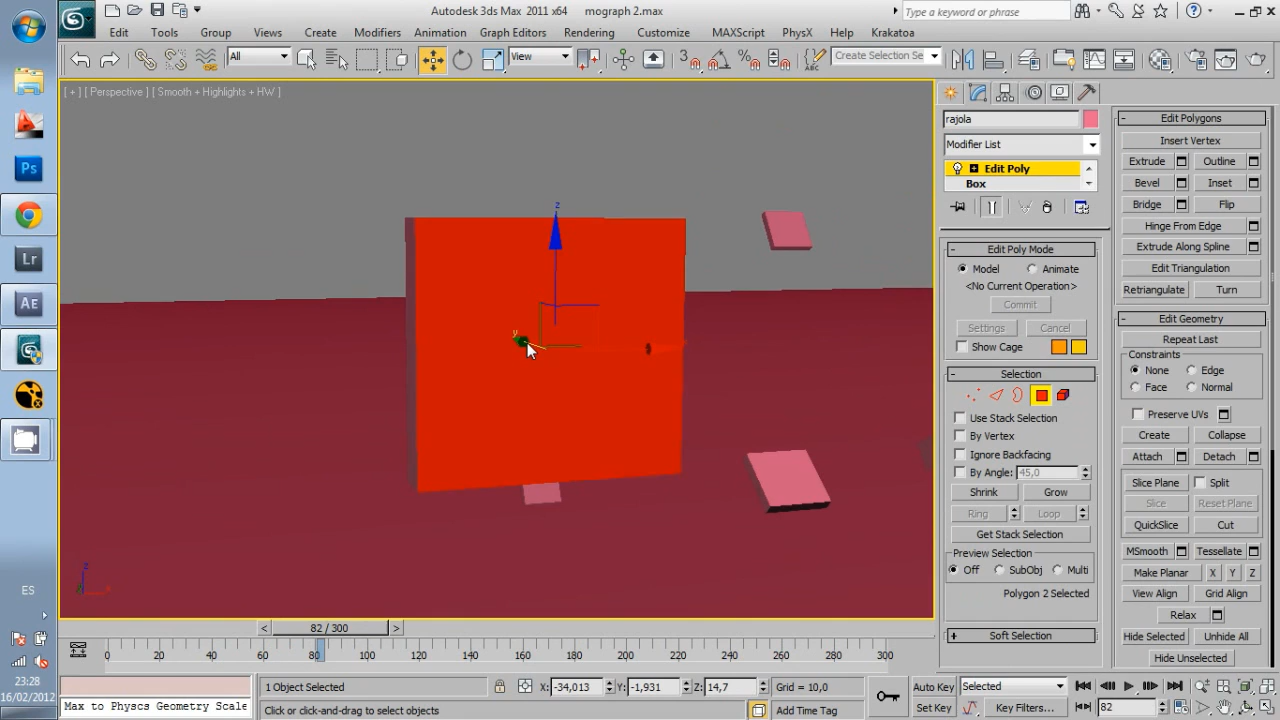 Autodesk 3ds Max 2011 x64 mograph 2.max
Type a keyword or phrase
Edit Tools Group Views Create Modifiers Animation Graph Editors Rendering Customize MAXScript PhysX Help Krakatoa
All View 3 Create Selection Se
[ + ] [ Perspective ] [ Smooth + Highlights + HW ]
rajola
Modifier List
Edit Poly
Box
Edit Poly Mode
Model Animate
<No Current Operation>
Commit
Settings Cancel
Show Cage
Selection
Use Stack Selection
By Vertex
Ignore Backfacing
By Angle: 45,0
Shrink Grow
Ring Loop
Get Stack Selection
Preview Selection
Off SubObj Multi
Polygon 2 Selected
Soft Selection
Edit Polygons
Insert Vertex
Extrude Outline
Bevel Inset
Bridge Flip
Hinge From Edge
Extrude Along Spline
Edit Triangulation
Retriangulate Turn
Edit Geometry
Repeat Last
Constraints
None Edge
Face Normal
Preserve UVs
Create Collapse
Attach Detach
Slice Plane Split
Slice Reset Plane
QuickSlice Cut
MSmooth Tessellate
Make Planar X Y Z
View Align Grid Align
Relax
Hide Selected Unhide All
Hide Unselected
z
y
z
Ps
Lr
AE
ES
23:28
16/02/2012
< 82 / 300 >
0 20 40 60 80 100 120 140 160 180 200 220 240 260 280 300
1 Object Selected X: -34,013 Y: -1,931 Z: 14,7 Grid = 10,0 Auto Key Selected
Max to Physcs Geometry Scale Click or click-and-drag to select objects Add Time Tag Set Key Key Filters... 82